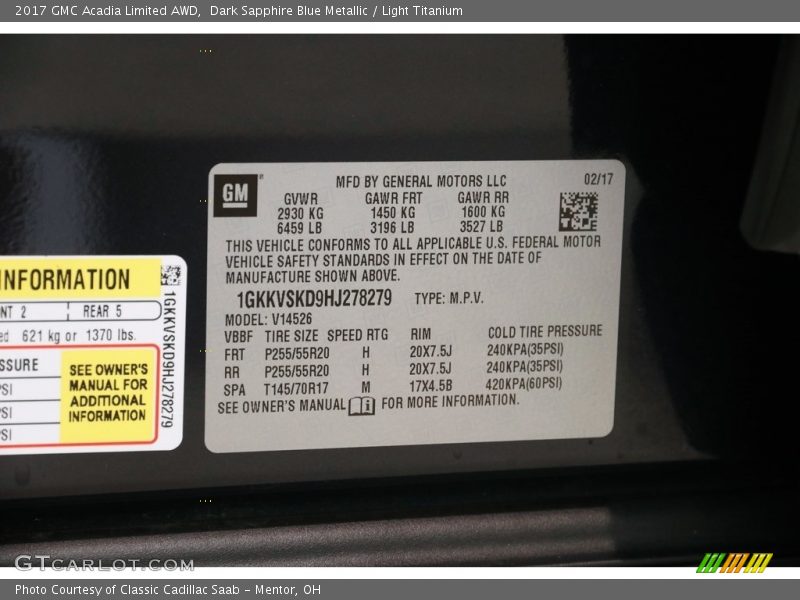 2017 GMC Acadia Limited AWD, Dark Sapphire Blue Metallic / Light Titanium
GM
MFD BY GENERAL MOTORS LLC
02/17
GVWR GAWR FRT GAWR RR
2930 KG 1450 KG 1600 KG
6459 LB 3196 LB 3527 LB
THIS VEHICLE CONFORMS TO ALL APPLICABLE U.S. FEDERAL MOTOR
VEHICLE SAFETY STANDARDS IN EFFECT ON THE DATE OF
MANUFACTURE SHOWN ABOVE.
1GKKVSKD9HJ278279 TYPE: M.P.V.
MODEL: V14526
VBBF TIRE SIZE SPEED RTG RIM COLD TIRE PRESSURE
FRT P255/55R20 H 20X7.5J 240KPA(35PSI)
RR P255/55R20 H 20X7.5J 240KPA(35PSI)
SPA T145/70R17 M 17X4.5B 420KPA(60PSI)
SEE OWNER'S MANUAL i FOR MORE INFORMATION.
INFORMATION
NT 2 REAR 5
ed 621 kg or 1370 lbs.
SSURE
PSI
PSI
PSI
SEE OWNER'S
MANUAL FOR
ADDITIONAL
INFORMATION
1GKKVSKD9HJ278279
GTCARLOT.COM
Photo Courtesy of Classic Cadillac Saab - Mentor, OH